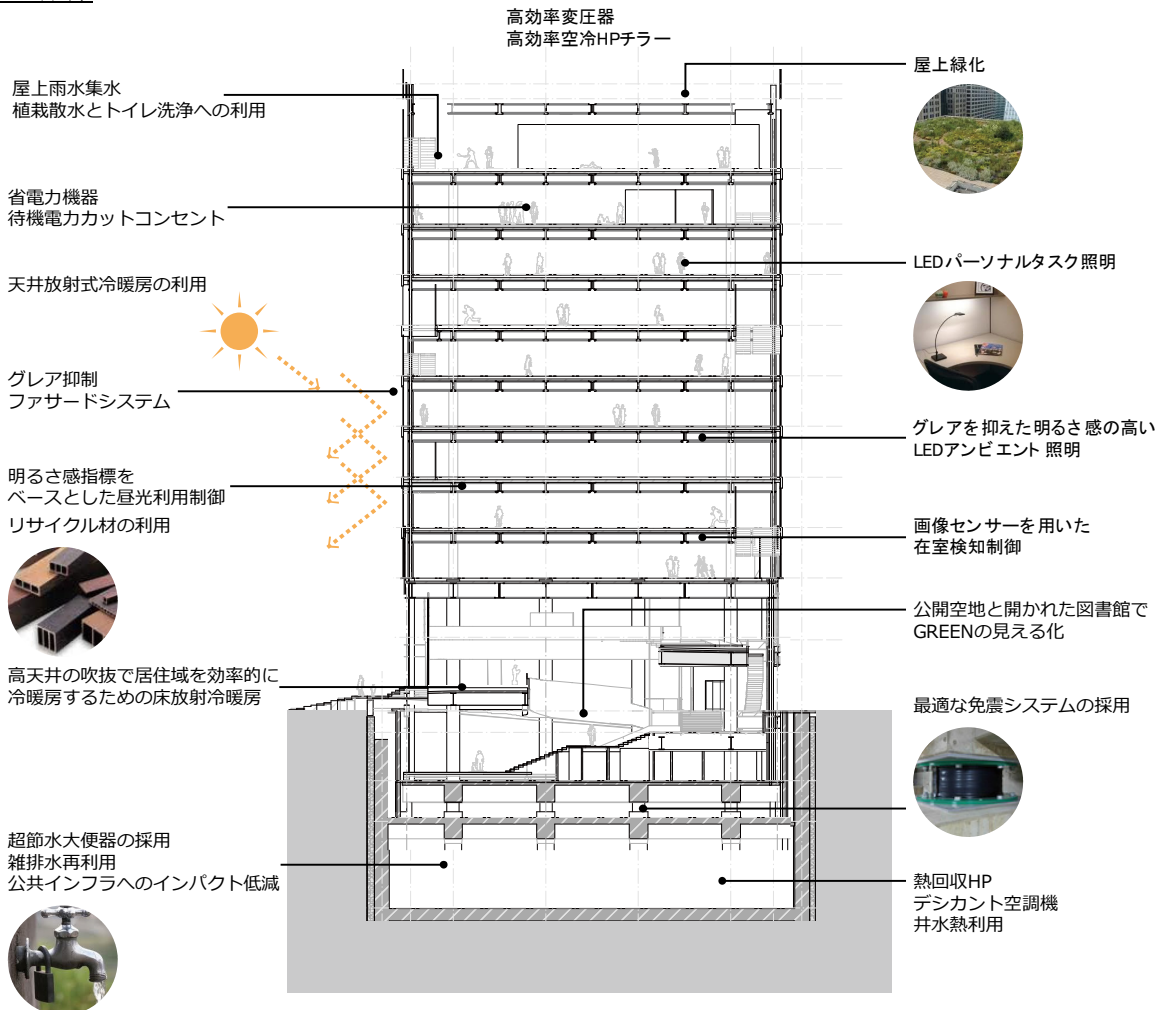 高効率変圧器
高効率空冷HPチラー
屋上雨水集水
植栽散水とトイレ洗浄への利用
省電力機器
待機電力カットコンセント
天井放射式冷暖房の利用
グレア抑制
ファサードシステム
明るさ感指標を
ベースとした昼光利用制御
リサイクル材の利用
高天井の吹抜で居住域を効率的に
冷暖房するための床放射冷暖房
超節水大便器の採用
雑排水再利用
公共インフラへのインパクト低減
屋上緑化
LEDパーソナルタスク照明
グレアを抑えた明るさ感の高い
LEDアンビエント照明
画像センサーを用いた
在室検知制御
公開空地と開かれた図書館で
GREENの見える化
最適な免震システムの採用
熱回収HP
デシカント空調機
井水熱利用